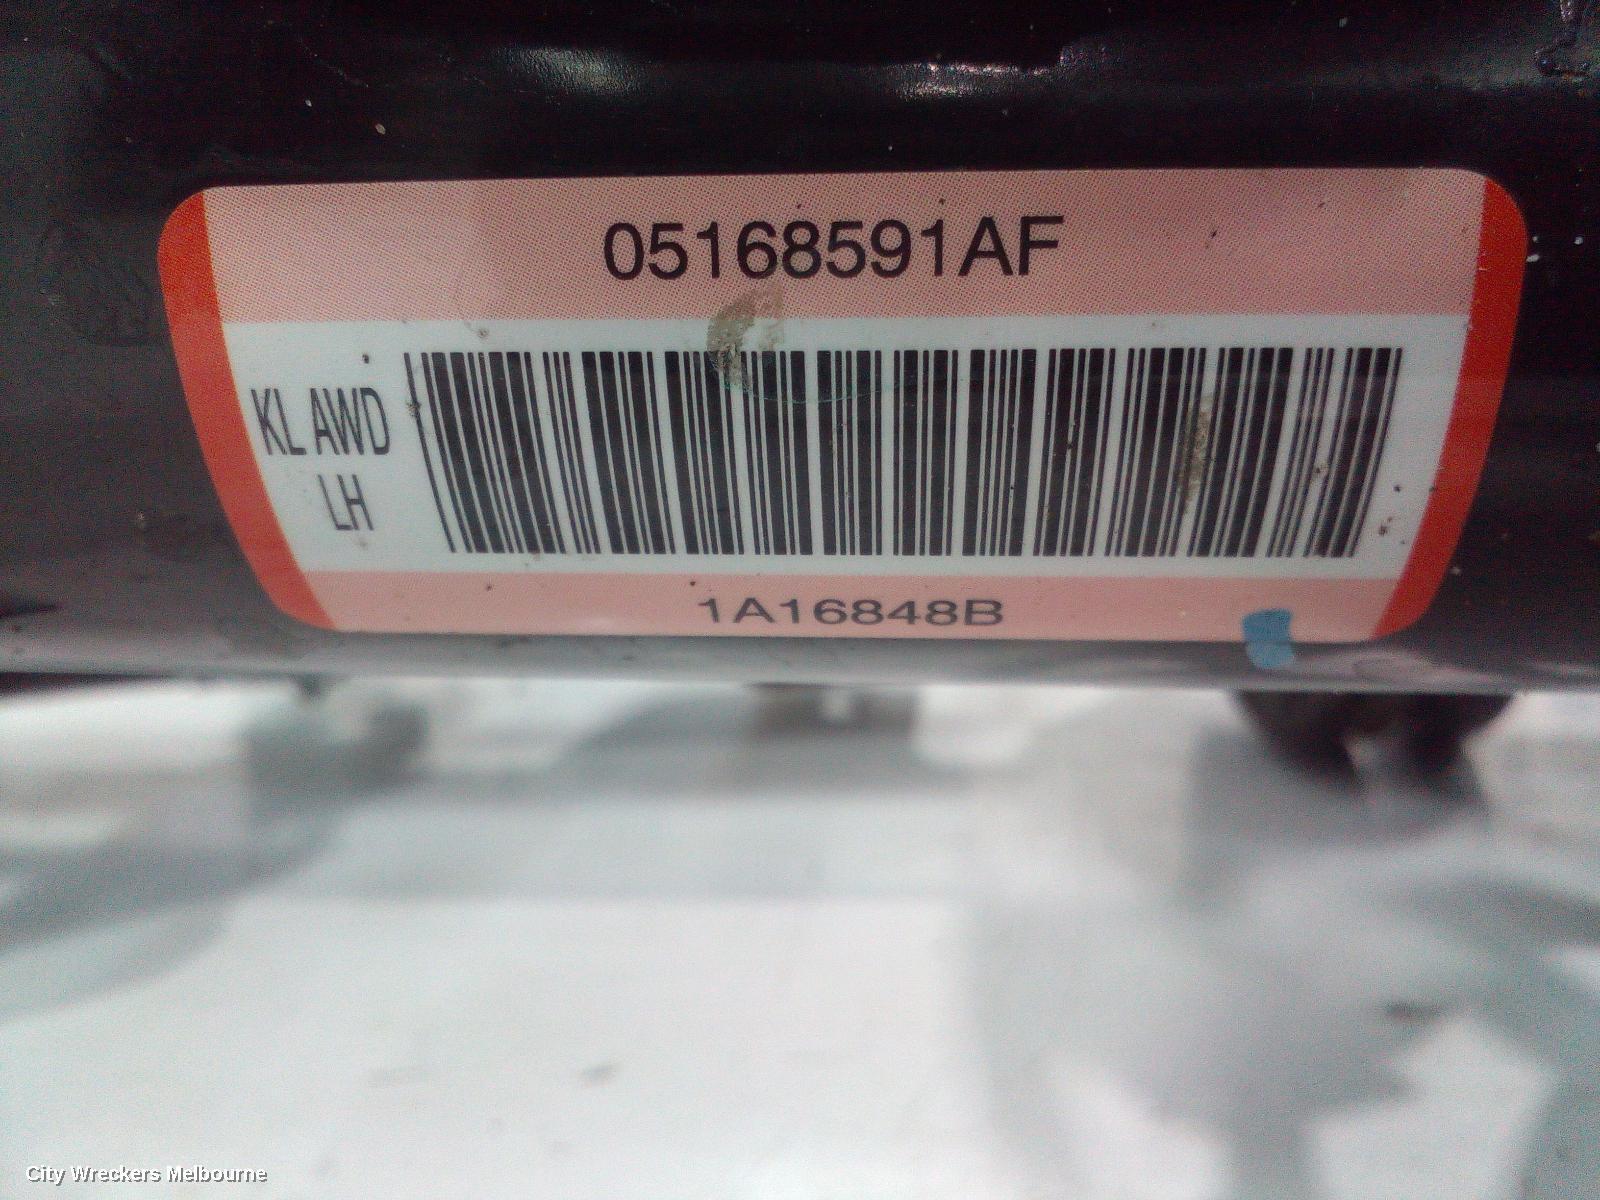 05168591AF
KL AWD
LH
1A16848B
City Wreckers Melbourne